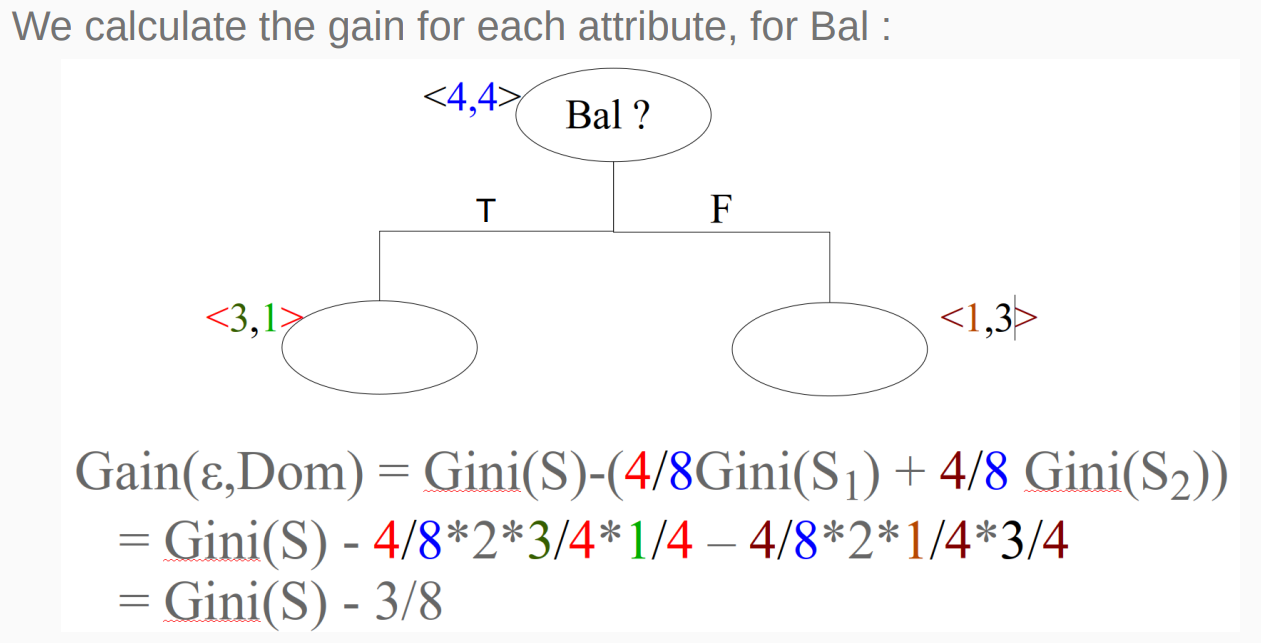 We calculate the gain for each attribute, for Bal :
<4,4>
Bal ?
T
F
<3,1>
<1,3>
Gain(ε,Dom) = Gini(S)-(4/8Gini(S₁) + 4/8 Gini(S₂))
= Gini(S) - 4/8*2*3/4*1/4 – 4/8*2*1/4*3/4
= Gini(S) - 3/8